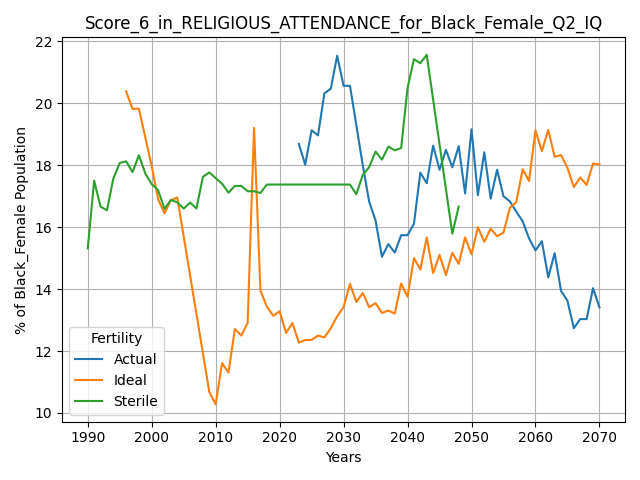 Score_6_in_RELIGIOUS_ATTENDANCE_for_Black_Female_Q2_IQ
% of Black_Female Population
22
20
18
16
14
12
10
Fertility
Actual
Ideal
Sterile
1990 2000 2010 2020 2030 2040 2050 2060 2070
Years